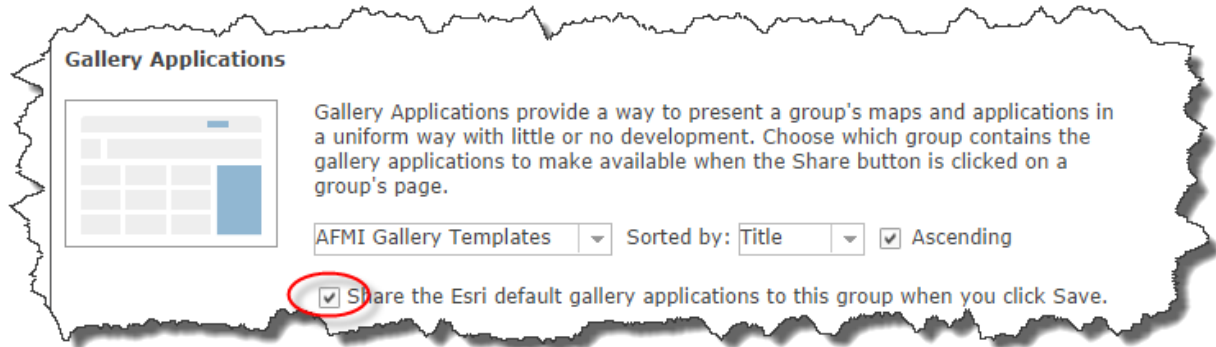 Gallery Applications
Gallery Applications provide a way to present a group's maps and applications in
a uniform way with little or no development. Choose which group contains the
gallery applications to make available when the Share button is clicked on a
group's page.
AFMI Gallery Templates Sorted by: Title Ascending
Share the Esri default gallery applications to this group when you click Save.